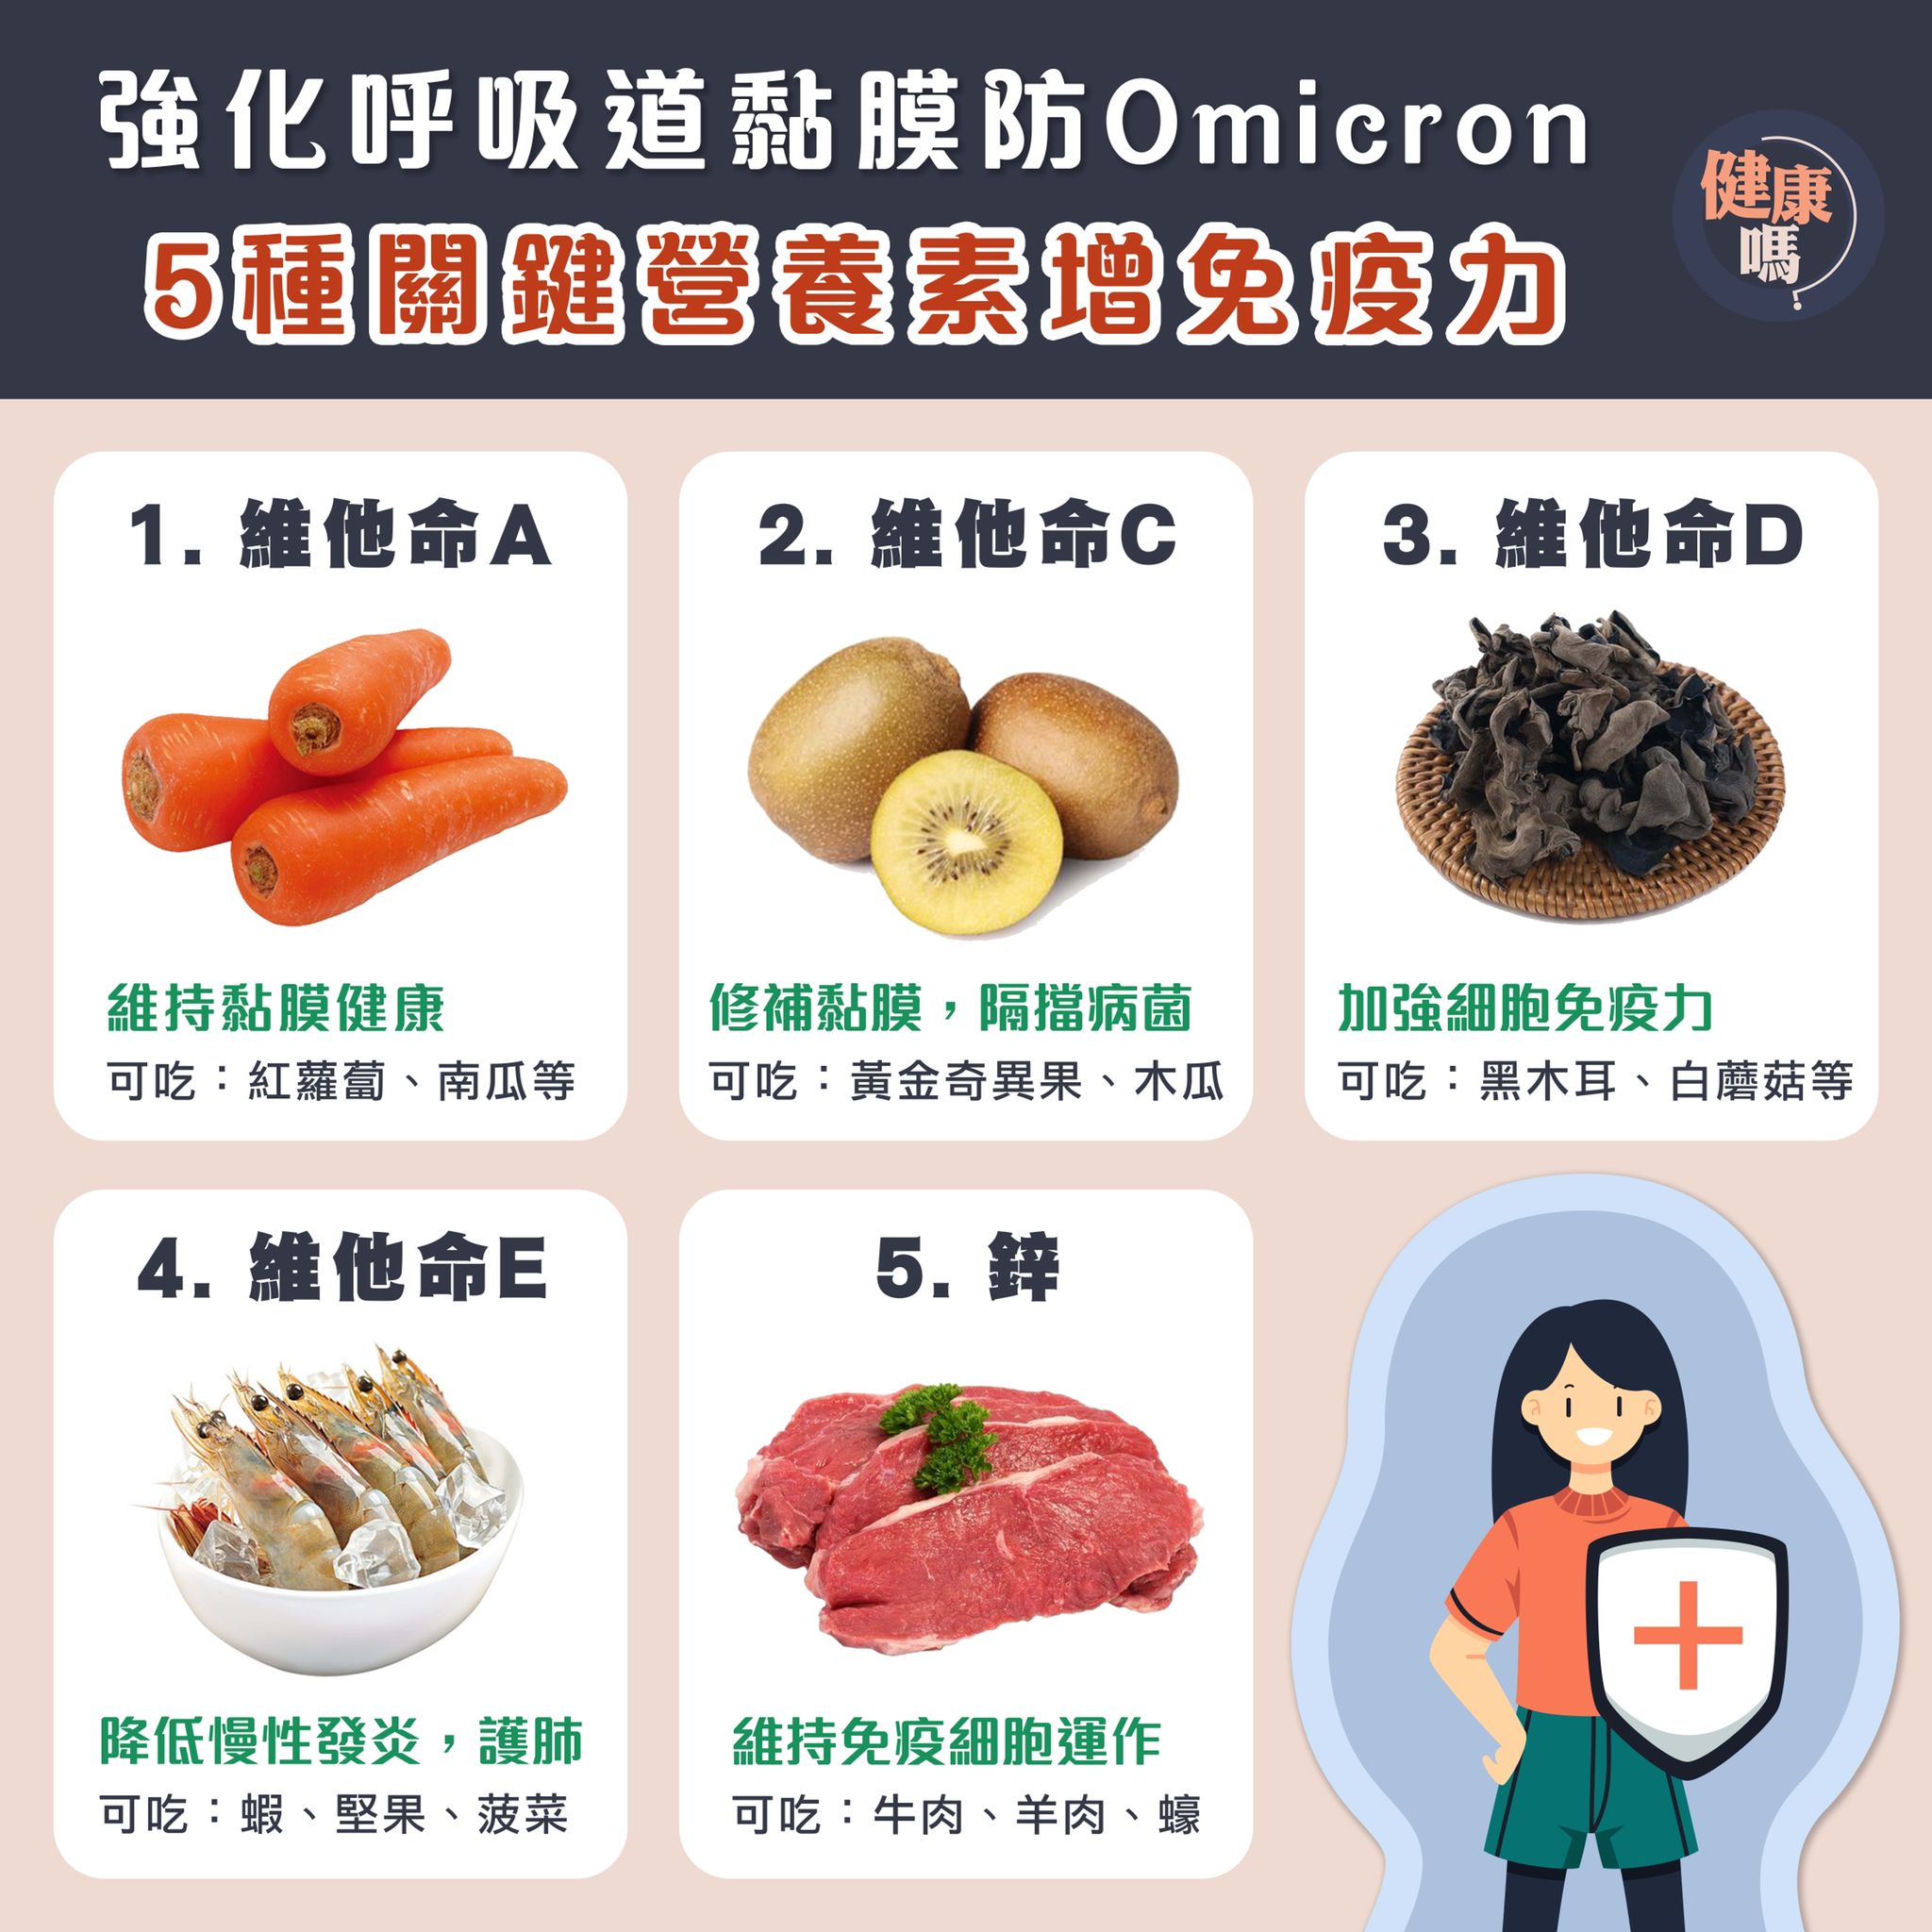 強化呼吸道黏膜防Omicron
5種關鍵營養素增免疫力
健康
嗎?
1. 維他命A
維持黏膜健康
可吃：紅蘿蔔、南瓜等
2. 維他命C
修補黏膜，隔擋病菌
可吃：黃金奇異果、木瓜
3. 維他命D
加強細胞免疫力
可吃：黑木耳、白蘑菇等
4. 維他命E
降低慢性發炎，護肺
可吃：蝦、堅果、菠菜
5. 鋅
維持免疫細胞運作
可吃：牛肉、羊肉、蠔